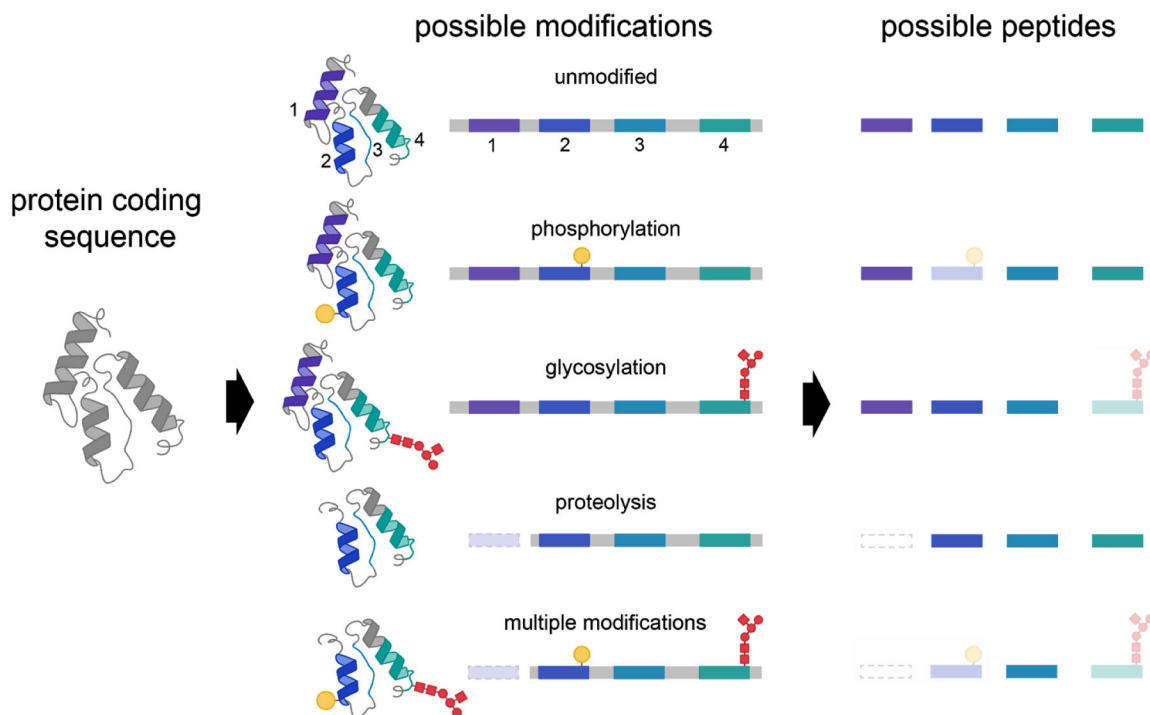 possible modifications
possible peptides
unmodified
1
2
3
4
1 2 3 4
protein coding
sequence
phosphorylation
glycosylation
proteolysis
multiple modifications